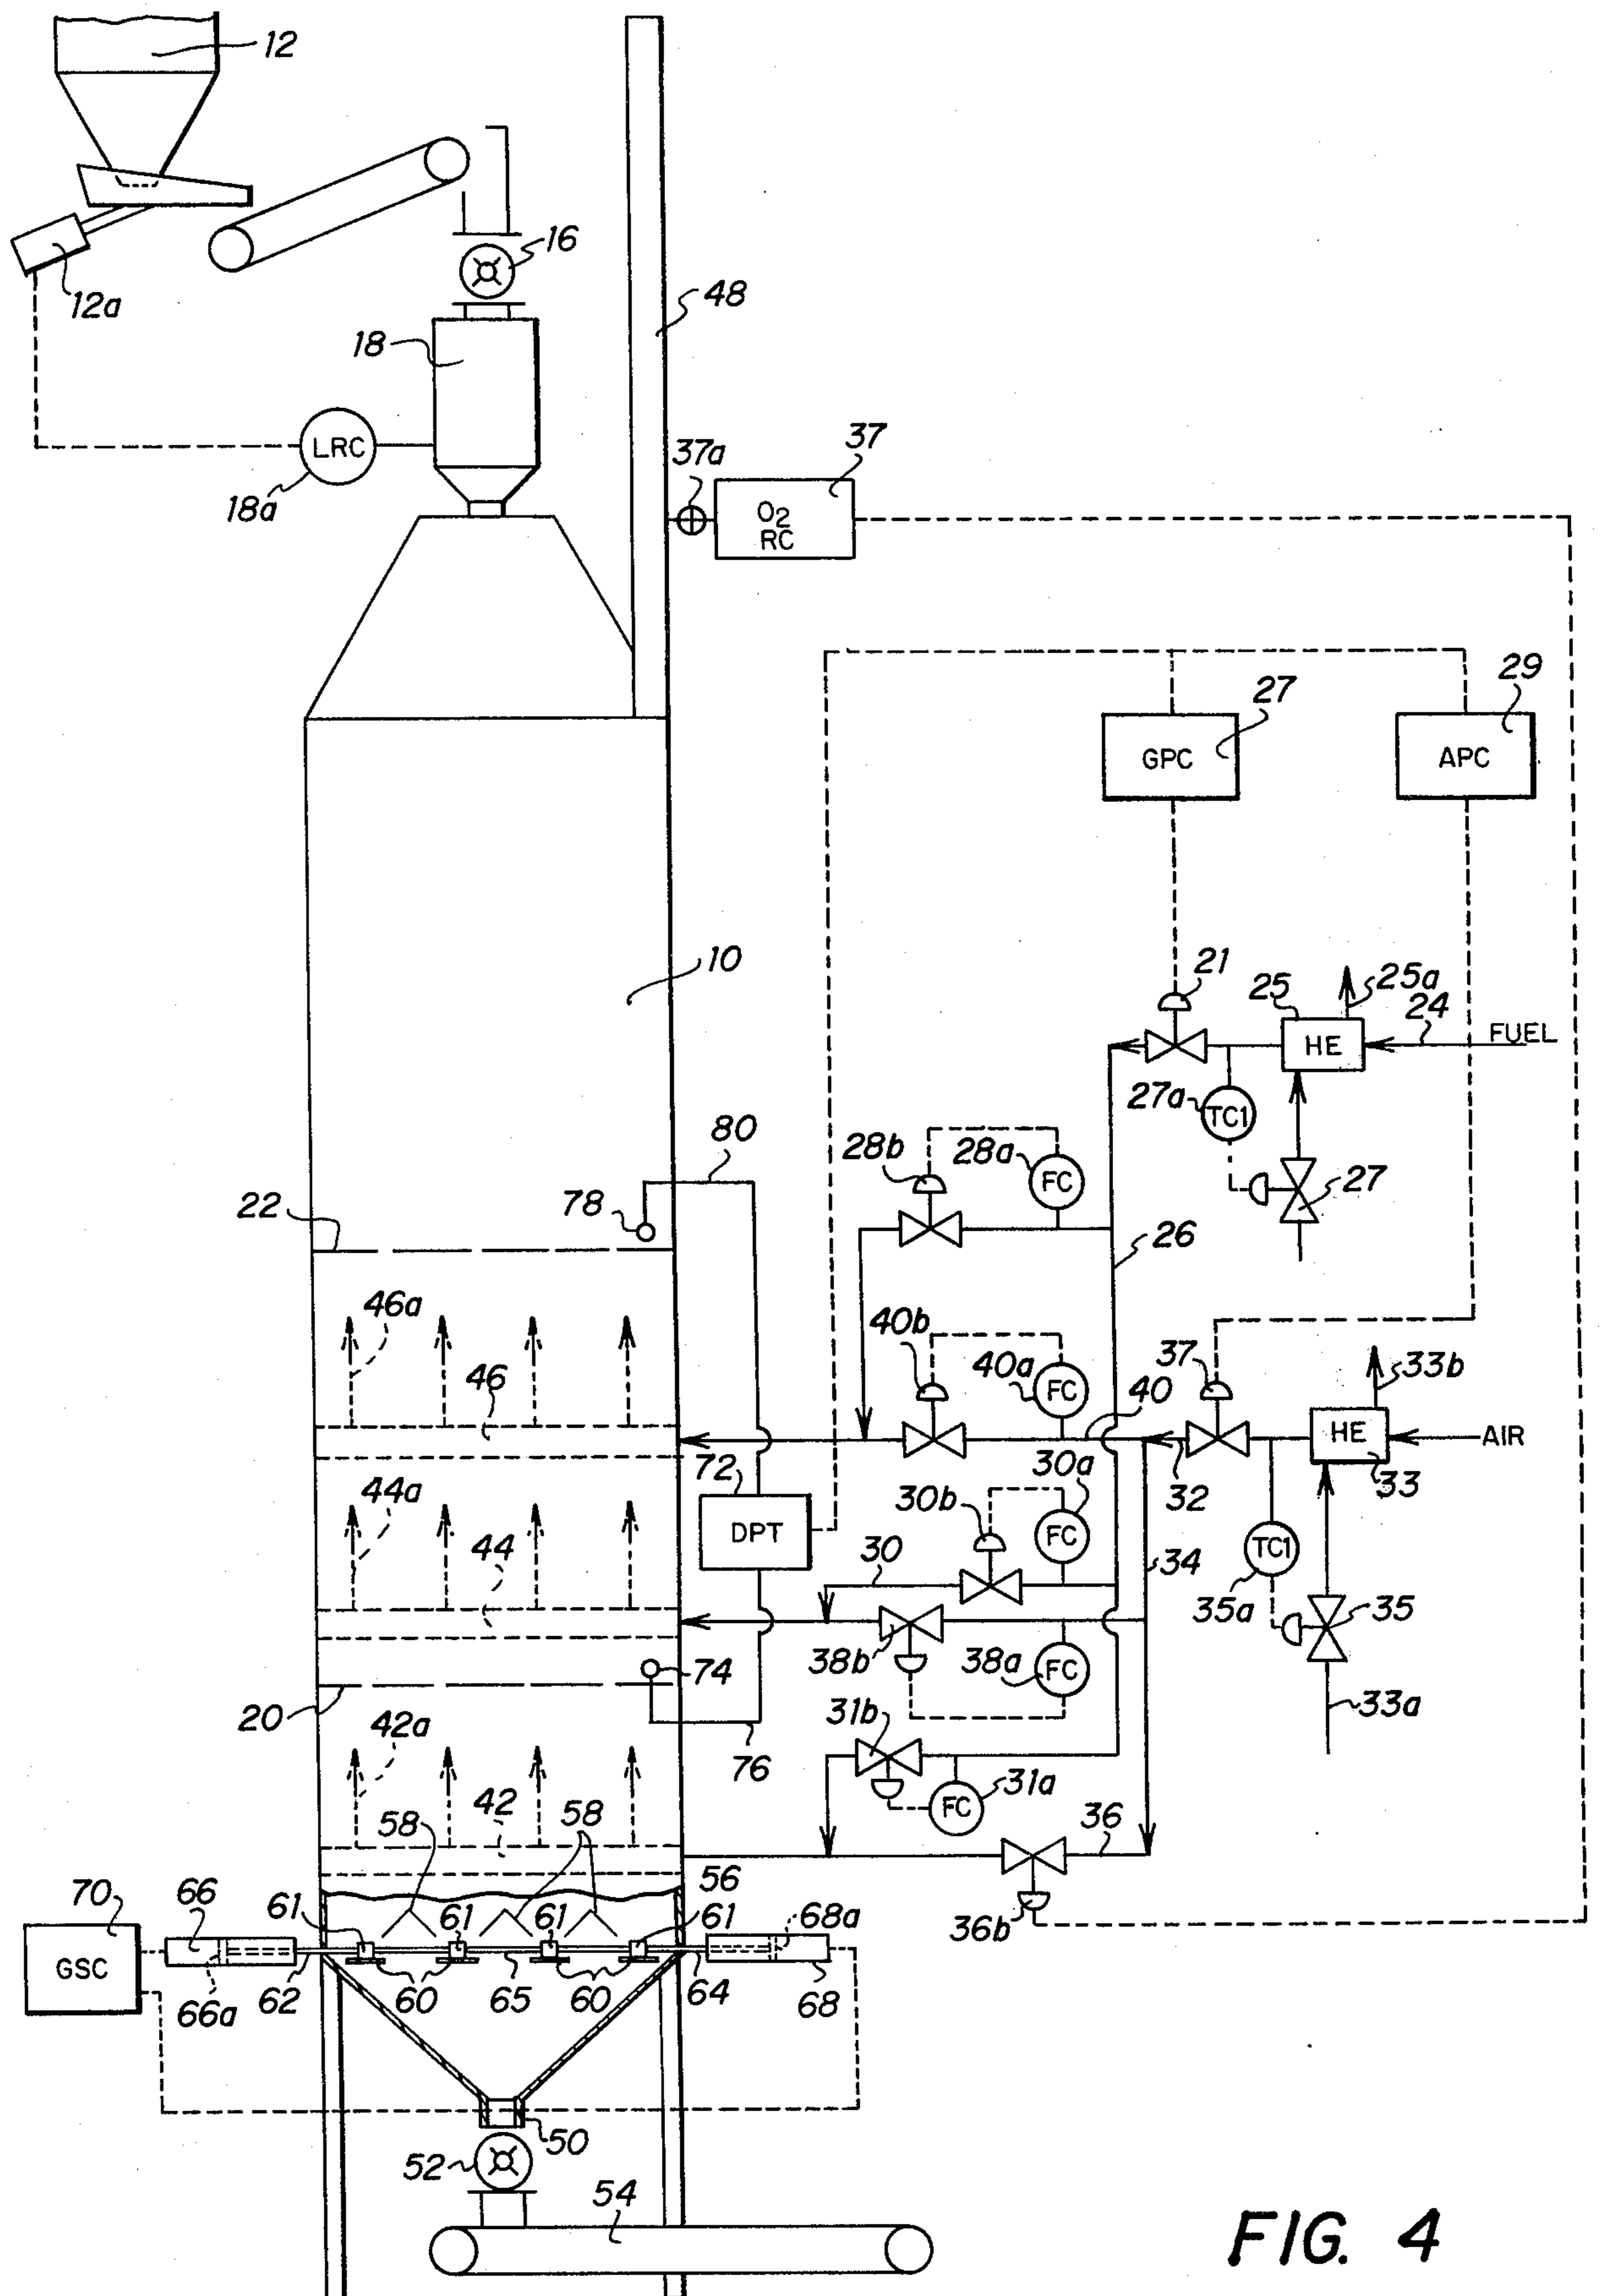 12
16
12a
48
18
LRC
18a
37a
37
O2
RC
29
27
GPC
APC
10
21
25
25a
24
FUEL
HE
27a
TC1
80
28b
28a
FC
27
78
22
26
46a
40b
40a
FC
40
37
33b
46
HE
AIR
33
32
72
30a
44a
30b
DPT
FC
44
30
34
TC1
35a
35
38b
38a
FC
74
20
42a
31b
33a
76
31a
FC
42
58
58
36
56
70
66
61
61
61
61
68a
36b
GSC
66a
62
60
65
60
64
68
50
52
54
FIG. 4